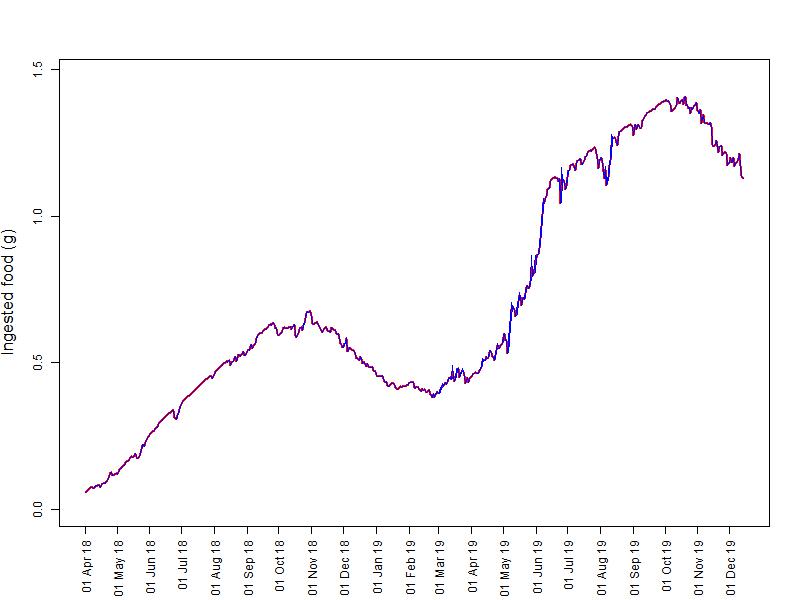 Ingested food (g)
1.5
1.0
0.5
0.0
01 Apr 18
01 May 18
01 Jun 18
01 Jul 18
01 Aug 18
01 Sep 18
01 Oct 18
01 Nov 18
01 Dec 18
01 Jan 19
01 Feb 19
01 Mar 19
01 Apr 19
01 May 19
01 Jun 19
01 Jul 19
01 Aug 19
01 Sep 19
01 Oct 19
01 Nov 19
01 Dec 19